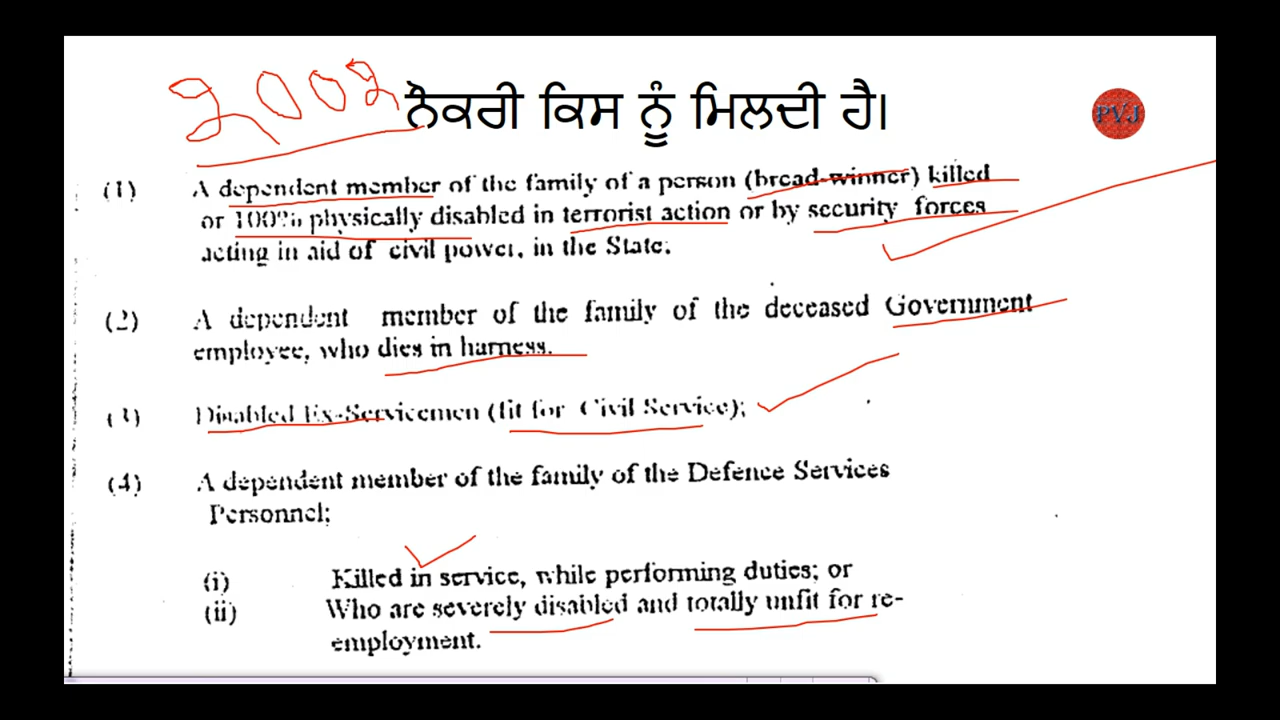 2002
ਨੌਕਰੀ ਕਿਸ ਨੂੰ ਮਿਲਦੀ ਹੈ।
PVJ
(1) A dependent member of the family of a person (bread-winner) killed
or 100% physically disabled in terrorist action or by security forces
acting in aid of civil power, in the State;
(2) A dependent member of the family of the deceased Government
employee, who dies in harness.
(3) Disabled Ex-Servicemen (fit for Civil Service);
(4) A dependent member of the family of the Defence Services
Personnel;
(i) Killed in service, while performing duties; or
(ii) Who are severely disabled and totally unfit for re-
employment.